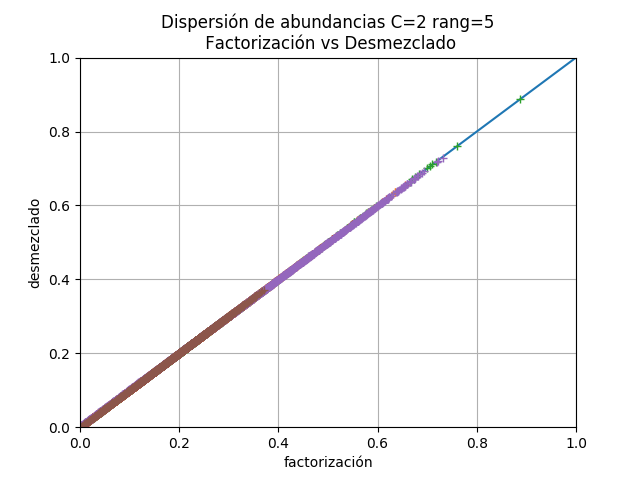 Dispersión de abundancias C=2 rang=5
Factorización vs Desmezclado
1.0
0.8
0.6
0.4
0.2
0.0
desmezclado
0.0 0.2 0.4 0.6 0.8 1.0
factorización